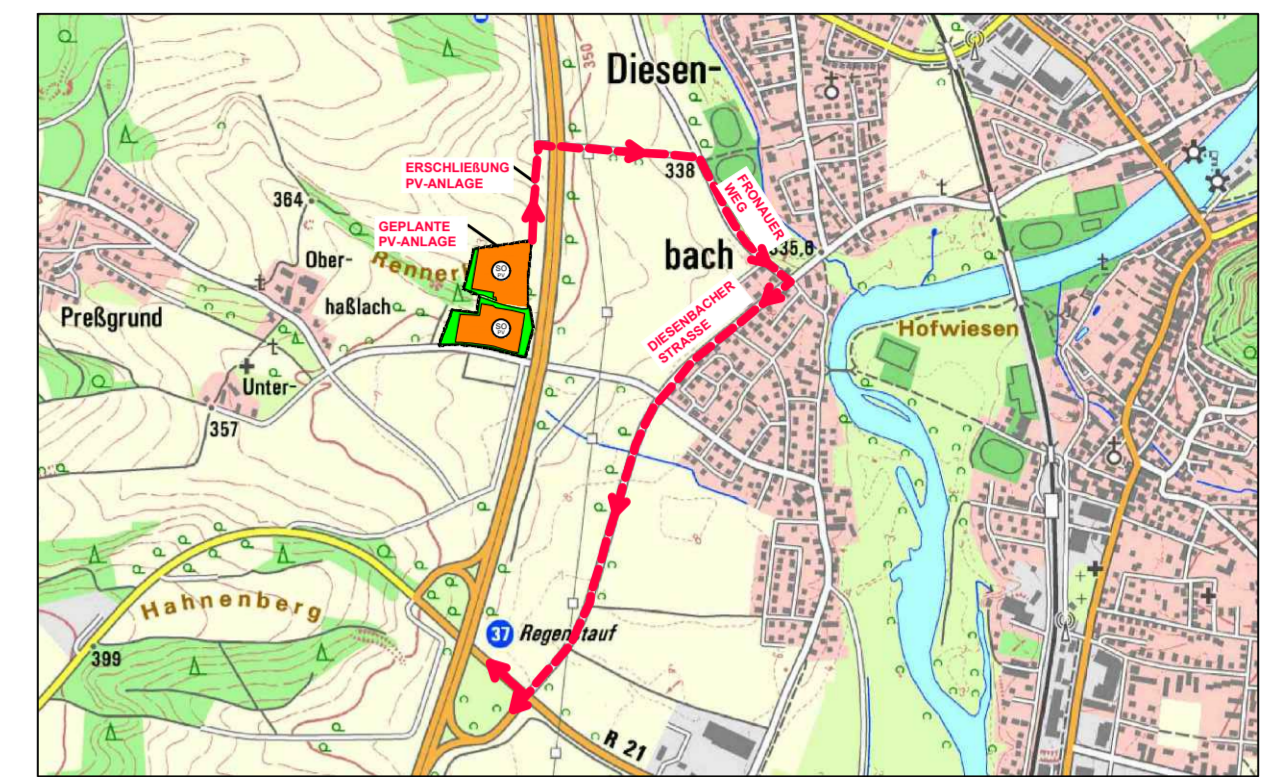 Diesen-
350
ERSCHLIESSUNG
PV-ANLAGE
338
FRONAUER
WEG
364
GEPLANTE
PV-ANLAGE
bach
335,8
Ober-
Renner
SO
PV
haßlach
DIESENBACHER
STRASSE
Preßgrund
SO
PV
Hofwiesen
Unter-
357
Hahnenberg
37
Regenstauf
399
R 21